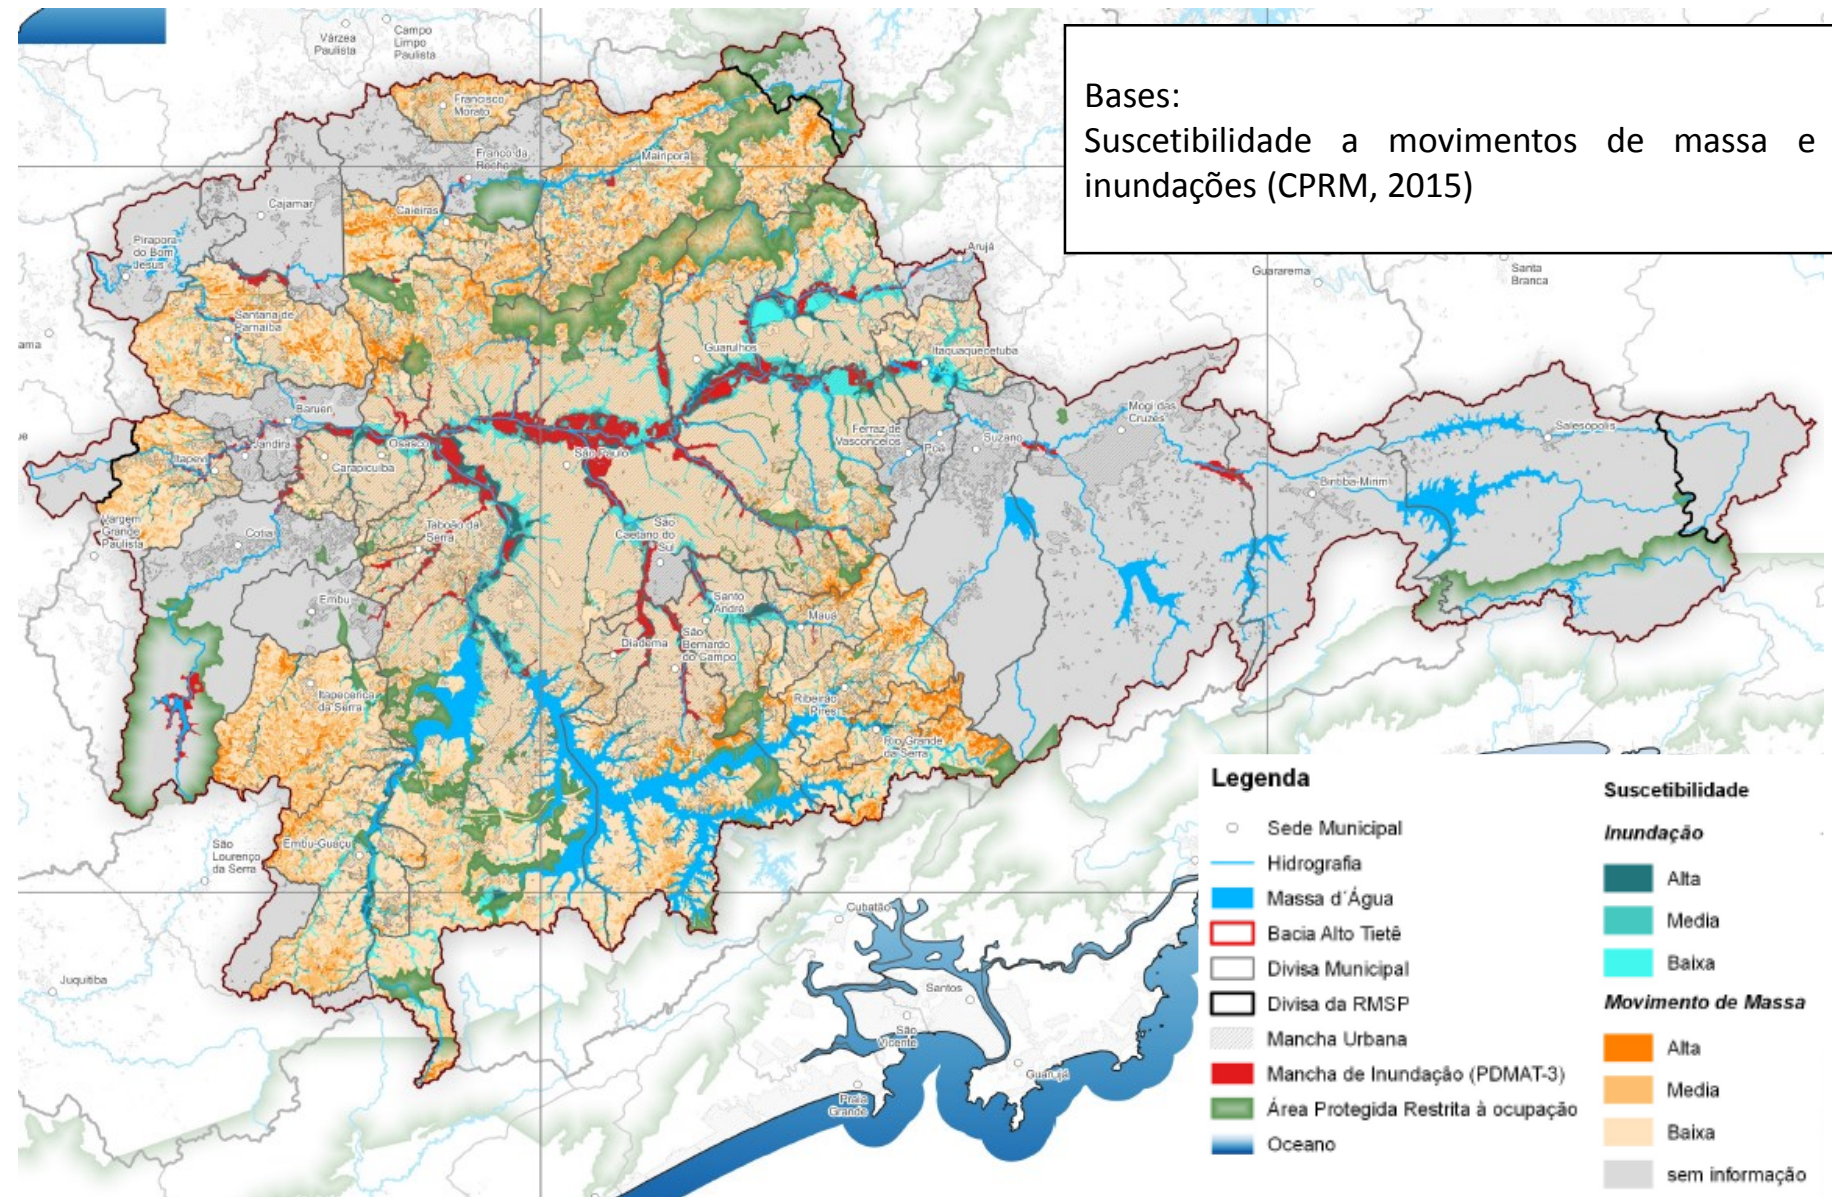 Várzea
Paulista
Campo
Limpo
Paulista
Bases:
Suscetibilidade a movimentos de massa e
inundações (CPRM, 2015)
Francisco
Morato
Franco da
Rocha
Mairiporã
Cajamar
Caieiras
Pirapora
do Bom
Jesus
Arujá
Guararema
Santa
Branca
Santana de
Parnaíba
ama
Guarulhos
Itaquaquecetuba
Barueri
Osasco
Jandira
Itapevi
Carapicuíba
São Paulo
Ferraz de
Vasconcelos
Poá
Suzano
Mogi das
Cruzes
Salesópolis
Biritiba-Mirim
Vargem
Grande
Paulista
Cotia
Taboão da
Serra
São
Caetano do
Sul
Embu
Santo
André
Mauá
Diadema
São
Bernardo
do Campo
Itapecerica
da Serra
Ribeirão
Pires
Rio Grande
da Serra
São
Lourenço
da Serra
Embu-Guaçu
Juquitiba
Cubatão
Santos
São
Vicente
Guarujá
Praia
Grande
Legenda
Sede Municipal
Hidrografia
Massa d´Água
Bacia Alto Tietê
Divisa Municipal
Divisa da RMSP
Mancha Urbana
Mancha de Inundação (PDMAT-3)
Área Protegida Restrita à ocupação
Oceano
Suscetibilidade
Inundação
Alta
Media
Baixa
Movimento de Massa
Alta
Media
Baixa
sem informação